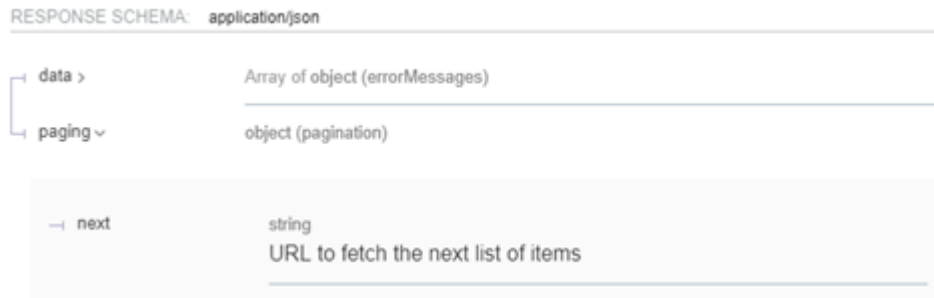 RESPONSE SCHEMA: application/json
data > Array of object (errorMessages)
paging object (pagination)
next string
URL to fetch the next list of items